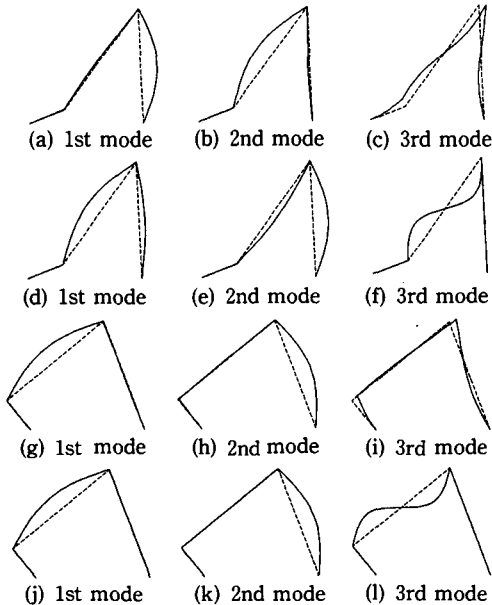 (a) 1st mode (b) 2nd mode (c) 3rd mode
(d) 1st mode (e) 2nd mode (f) 3rd mode
(g) 1st mode (h) 2nd mode (i) 3rd mode
(j) 1st mode (k) 2nd mode (l) 3rd mode